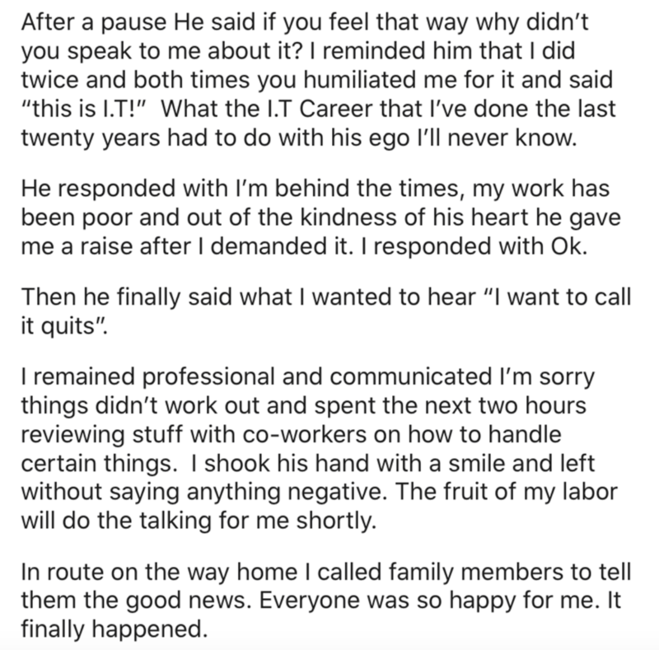 After a pause He said if you feel that way why didn't
you speak to me about it? I reminded him that I did
twice and both times you humiliated me for it and said
“this is I.T!”  What the I.T Career that I've done the last
twenty years had to do with his ego I'll never know.
He responded with I'm behind the times, my work has
been poor and out of the kindness of his heart he gave
me a raise after I demanded it. I responded with Ok.
Then he finally said what I wanted to hear “I want to call
it quits”.
I remained professional and communicated I'm sorry
things didn't work out and spent the next two hours
reviewing stuff with co-workers on how to handle
certain things.  I shook his hand with a smile and left
without saying anything negative. The fruit of my labor
will do the talking for me shortly.
In route on the way home I called family members to tell
them the good news. Everyone was so happy for me. It
finally happened.